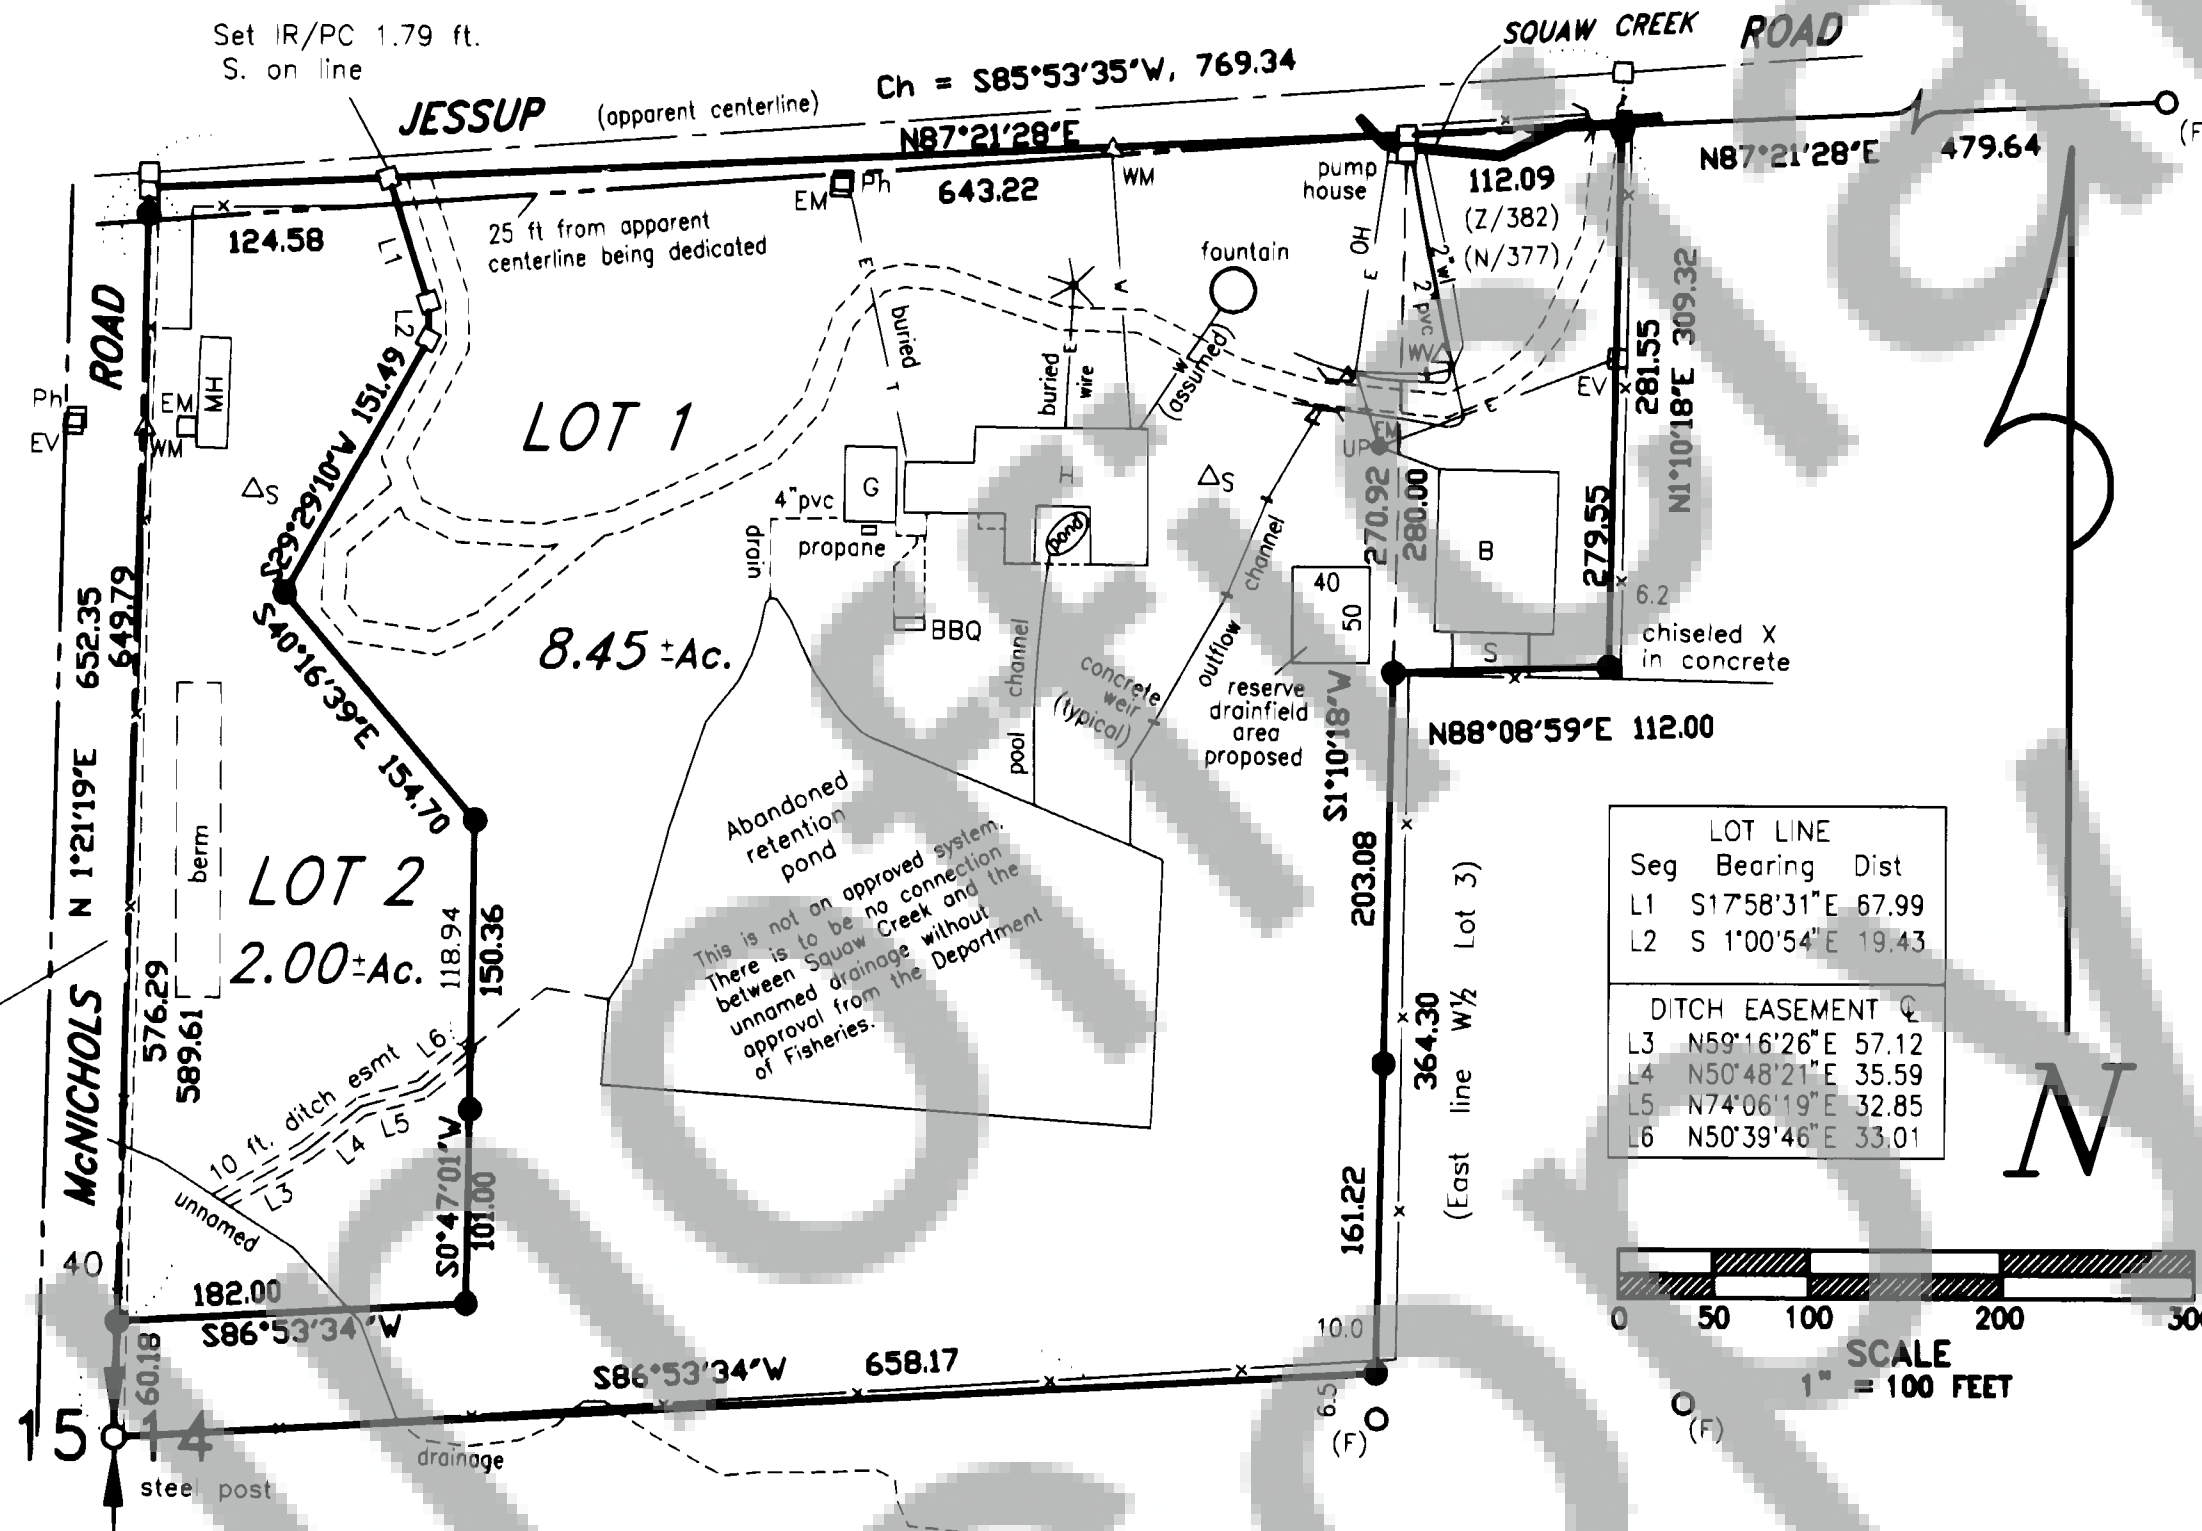 Set IR/PC 1.79 ft.
S. on line
JESSUP
(apparent centerline)
Ch = S85°53'35"W, 769.34
SQUAW CREEK
ROAD
N87°21'28"E
643.22
WM
EM
Ph
124.58
25 ft from apparent
centerline being dedicated
pump
house
112.09
(Z/382)
(N/377)
N87°21'28"E
479.64
L1
L2
ROAD
Ph
EV
EM
MH
WM
S29°29'10"W 151.49
△S
LOT 1
8.45 ±Ac.
buried
E
T
buried
wire
E
W
fountain
W
(assumed)
OH
E
2"wl
2 pvc
WV
EM
UP
E
EV
281.55
N1°10'18"E 309.32
279.55
270.92
280.00
G
4"pvc
drain
propane
H
pond
BBQ
△S
channel
outflow
40
50
B
S
6.2
chiseled X
in concrete
pool channel
concrete
weir
(typical)
reserve
drainfield
area
proposed
S1°10'18"W
N88°08'59"E 112.00
N 1°21'19"E 652.35
649.79
S40°16'39"E 154.70
berm
LOT 2
2.00±Ac.
118.94
150.36
576.29
589.61
McNICHOLS
Abandoned
retention
pond
This is not an approved system.
There is to be no connection
between Squaw Creek and the
unnamed drainage without
approval from the Department
of Fisheries.
203.08
364.30
(East line W½ Lot 3)
161.22
LOT LINE
Seg Bearing Dist
L1 S17°58'31"E 67.99
L2 S 1°00'54"E 19.43
DITCH EASEMENT ℄
L3 N59°16'26"E 57.12
L4 N50°48'21"E 35.59
L5 N74°06'19"E 32.85
L6 N50°39'46"E 33.01
N
10 ft. ditch esmt
L6
L5
L4
L3
unnamed
S0°47'01"W
101.00
40
182.00
S86°53'34"W
60.18
S86°53'34"W 658.17
10.0
6.5
(F)
15
14
steel post
drainage
0 50 100 200
SCALE
1" = 100 FEET
(F)